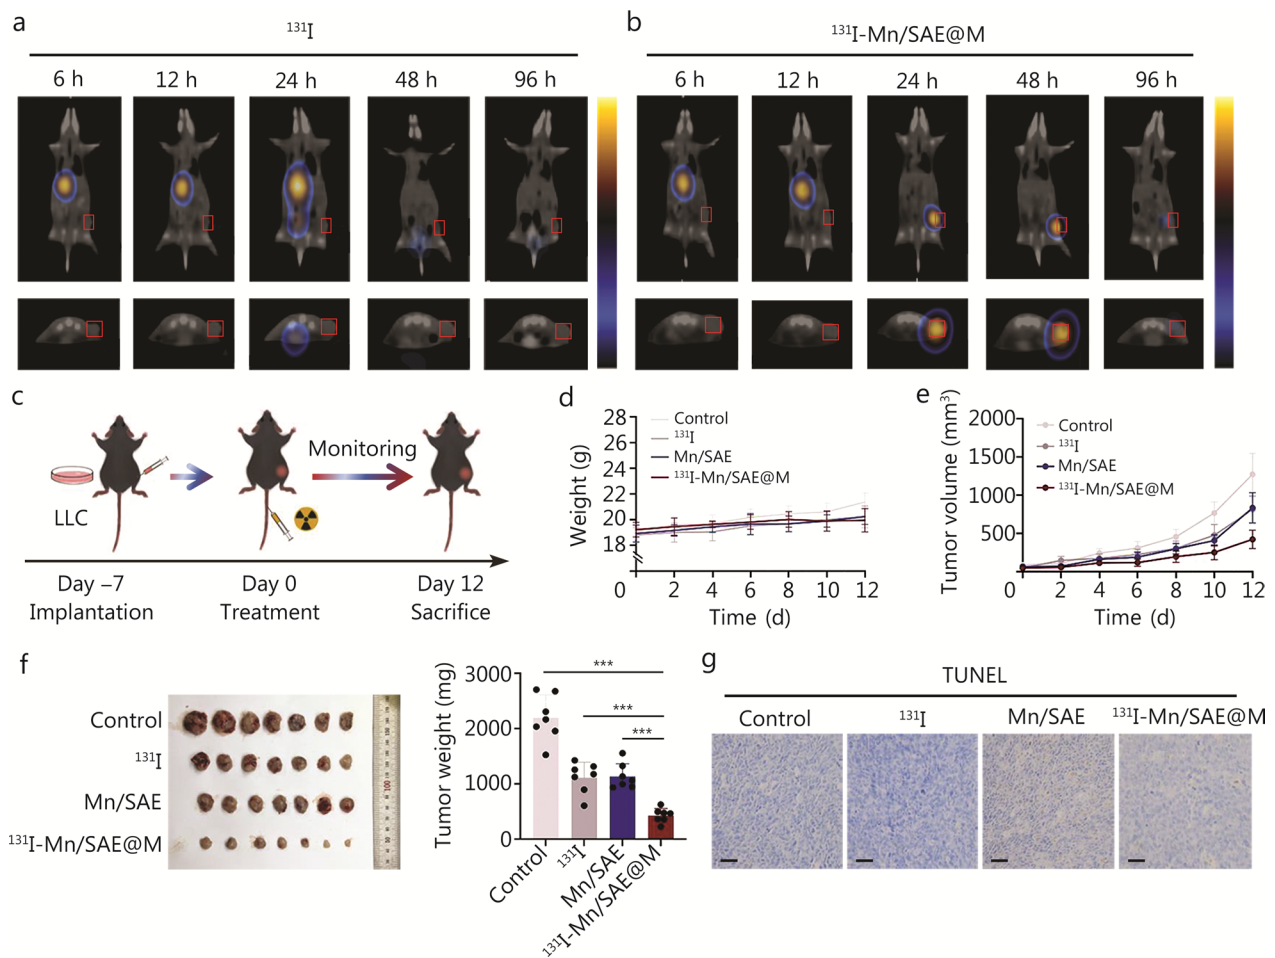 a
¹³¹I
6 h 12 h 24 h 48 h 96 h
b
¹³¹I-Mn/SAE@M
6 h 12 h 24 h 48 h 96 h
c
LLC
Monitoring
Day –7
Implantation
Day 0
Treatment
Day 12
Sacrifice
d
Weight (g)
28
26
24
22
20
18
0
0 2 4 6 8 10 12
Time (d)
Control
¹³¹I
Mn/SAE
¹³¹I-Mn/SAE@M
e
Tumor volume (mm³)
2000
1500
1000
500
0 2 4 6 8 10 12
Time (d)
Control
¹³¹I
Mn/SAE
¹³¹I-Mn/SAE@M
f
Control
¹³¹I
Mn/SAE
¹³¹I-Mn/SAE@M
Tumor weight (mg)
3000
2000
1000
0
***
***
***
Control
¹³¹I
Mn/SAE
¹³¹I-Mn/SAE@M
g
TUNEL
Control ¹³¹I Mn/SAE ¹³¹I-Mn/SAE@M